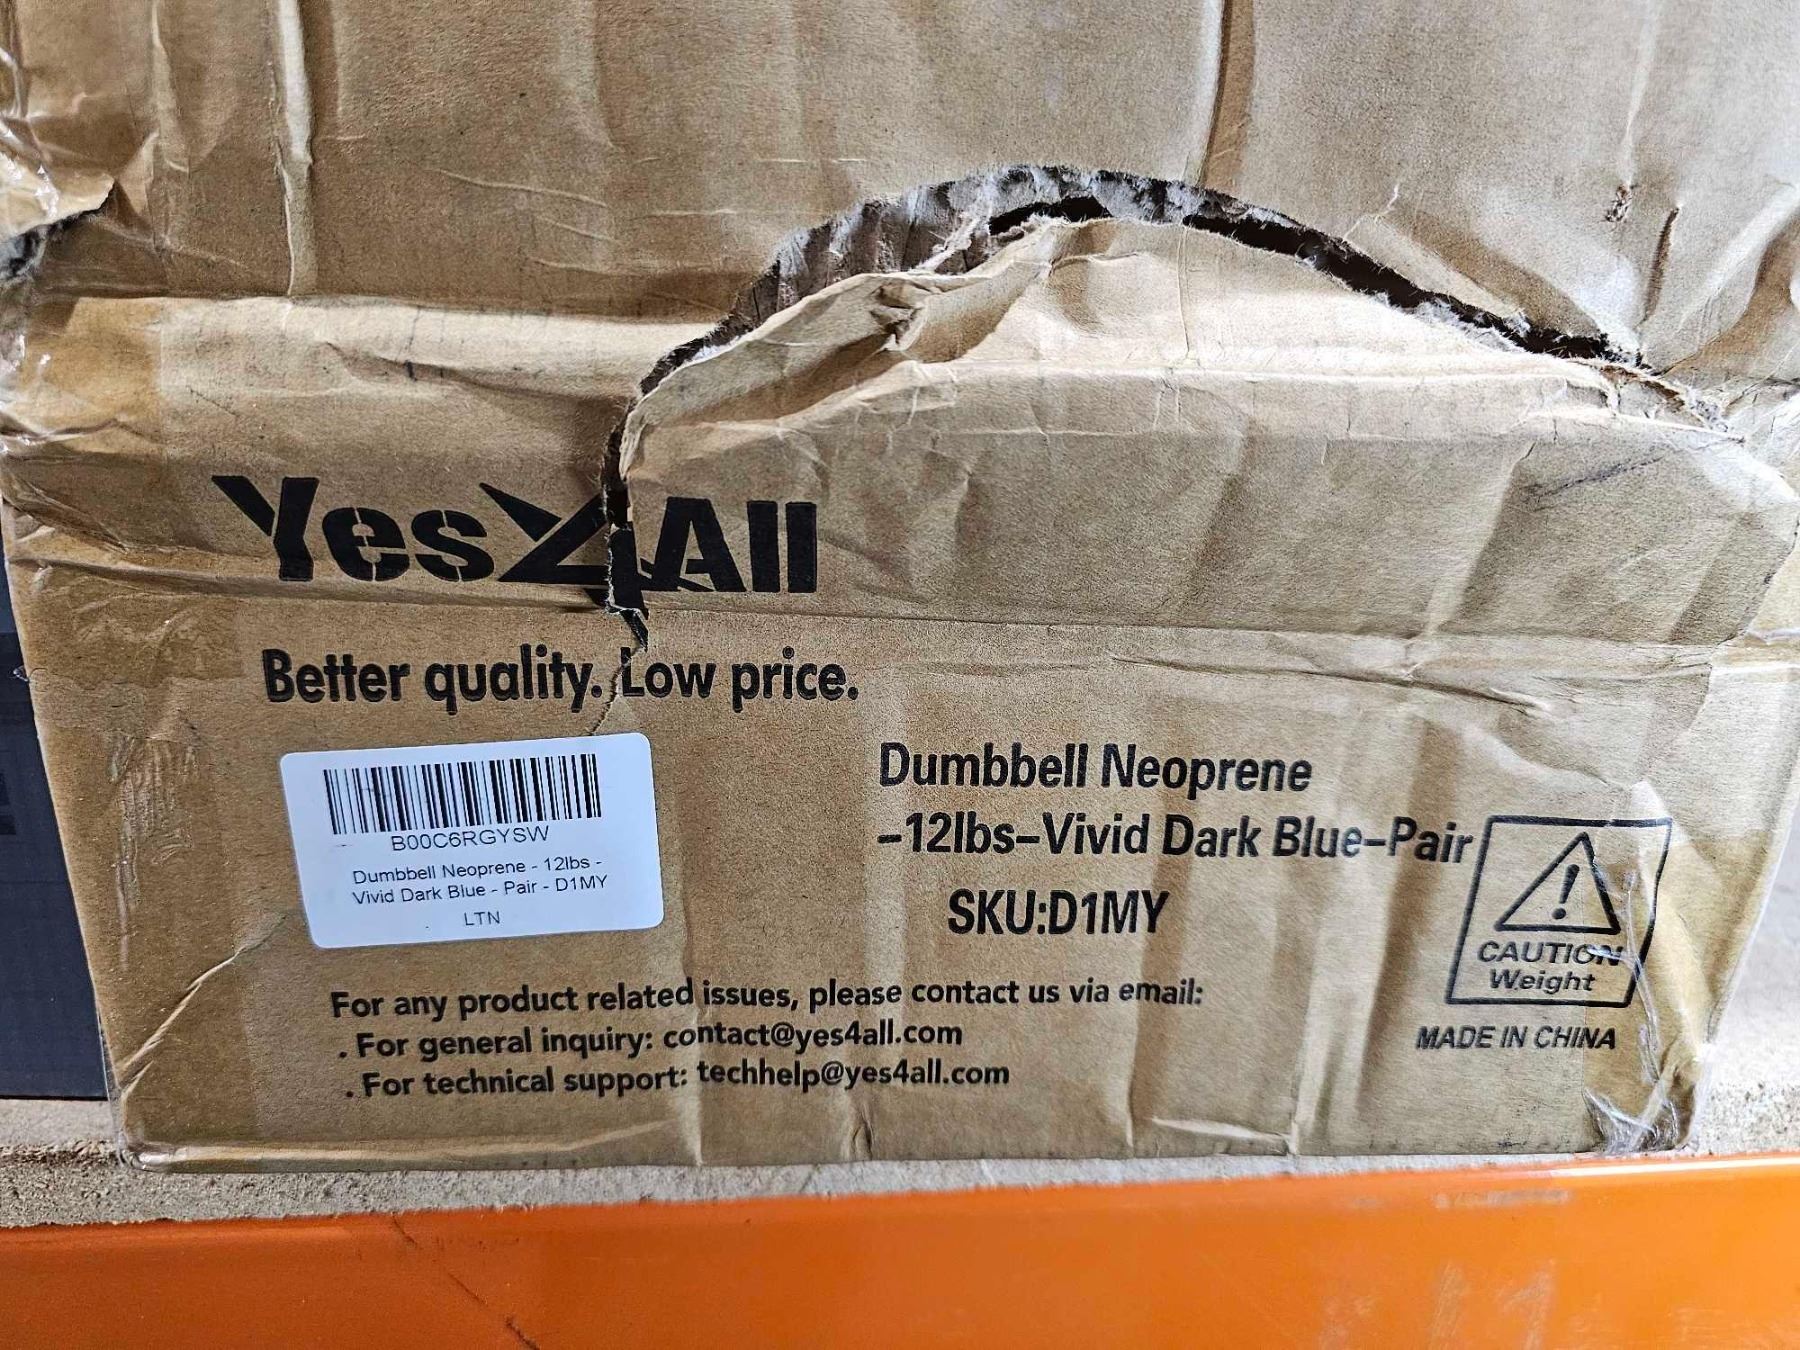 Yes4All
Better quality. Low price.
B00C6RGYSW
Dumbbell Neoprene - 12lbs -
Vivid Dark Blue - Pair - D1MY
LTN
Dumbbell Neoprene
-12lbs-Vivid Dark Blue-Pair
SKU:D1MY
CAUTION
Weight
MADE IN CHINA
For any product related issues, please contact us via email:
. For general inquiry: contact@yes4all.com
. For technical support: techhelp@yes4all.com